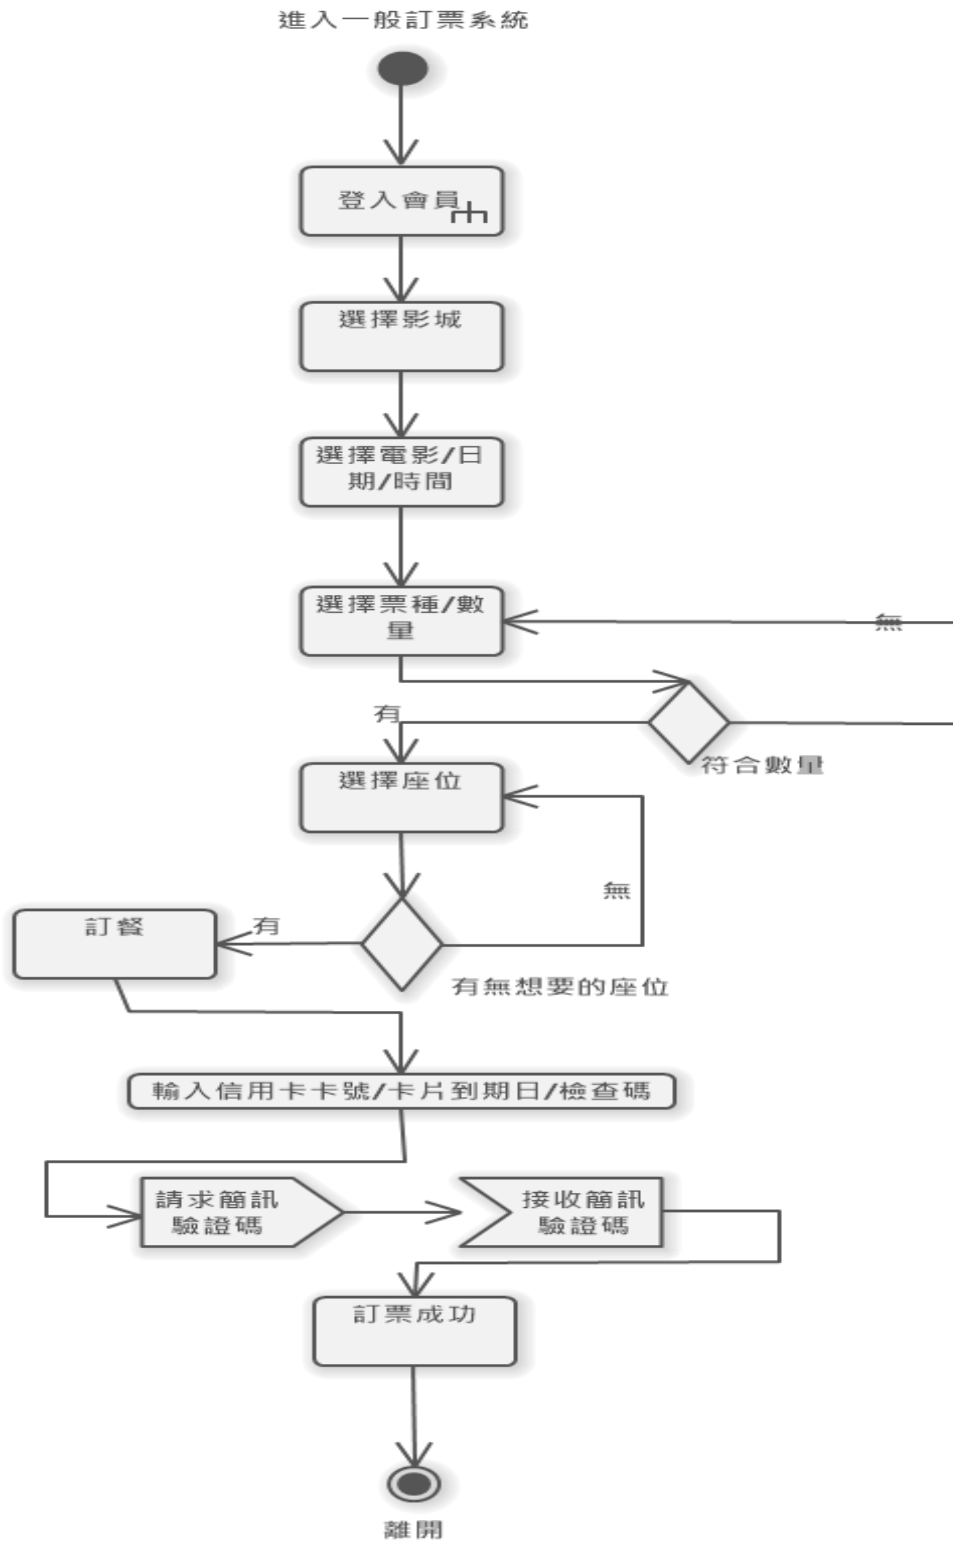 進入一般訂票系統
登入會員
選擇影城
選擇電影/日
期/時間
選擇票種/數
量
無
有
符合數量
選擇座位
無
訂餐
有
有無想要的座位
輸入信用卡卡號/卡片到期日/檢查碼
請求簡訊
驗證碼
接收簡訊
驗證碼
訂票成功
離開